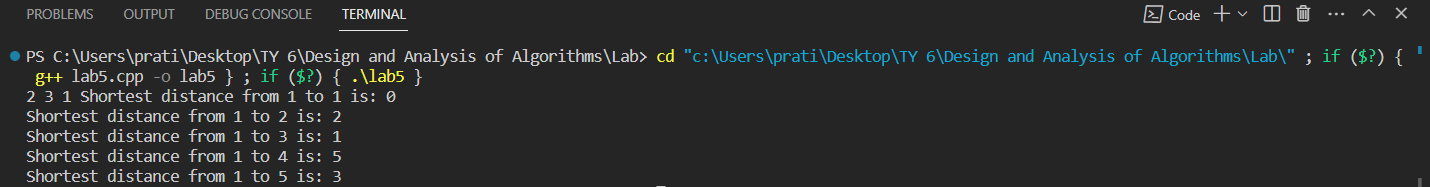 PROBLEMS OUTPUT DEBUG CONSOLE TERMINAL Code
PS C:\Users\prati\Desktop\TY 6\Design and Analysis of Algorithms\Lab> cd "c:\Users\prati\Desktop\TY 6\Design and Analysis of Algorithms\Lab\" ; if ($?) {
g++ lab5.cpp -o lab5 } ; if ($?) { .\lab5 }
2 3 1 Shortest distance from 1 to 1 is: 0
Shortest distance from 1 to 2 is: 2
Shortest distance from 1 to 3 is: 1
Shortest distance from 1 to 4 is: 5
Shortest distance from 1 to 5 is: 3